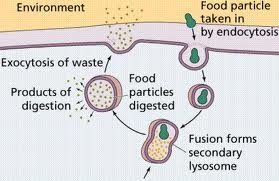 Environment
Food particle
taken in
by endocytosis
Exocytosis of waste
Food
particles
digested
Products of
digestion
Fusion forms
secondary
lysosome